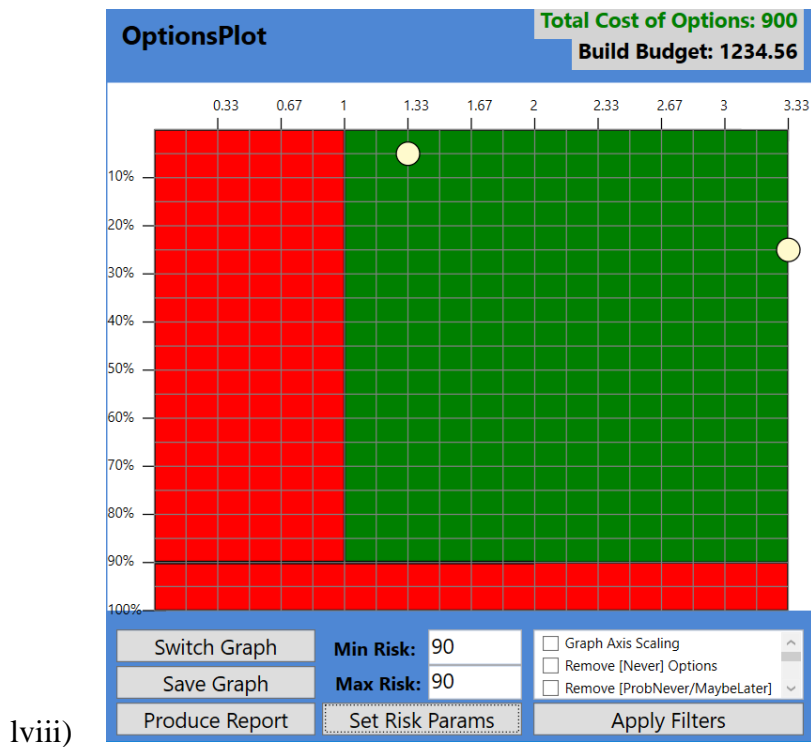 OptionsPlot
Total Cost of Options: 900
Build Budget: 1234.56
0.33 0.67 1 1.33 1.67 2 2.33 2.67 3 3.33
10%
20%
30%
40%
50%
60%
70%
80%
90%
100%
Switch Graph Min Risk: 90
Save Graph Max Risk: 90
Produce Report Set Risk Params
Graph Axis Scaling
Remove [Never] Options
Remove [ProbNever/MaybeLater]
Apply Filters
lviii)